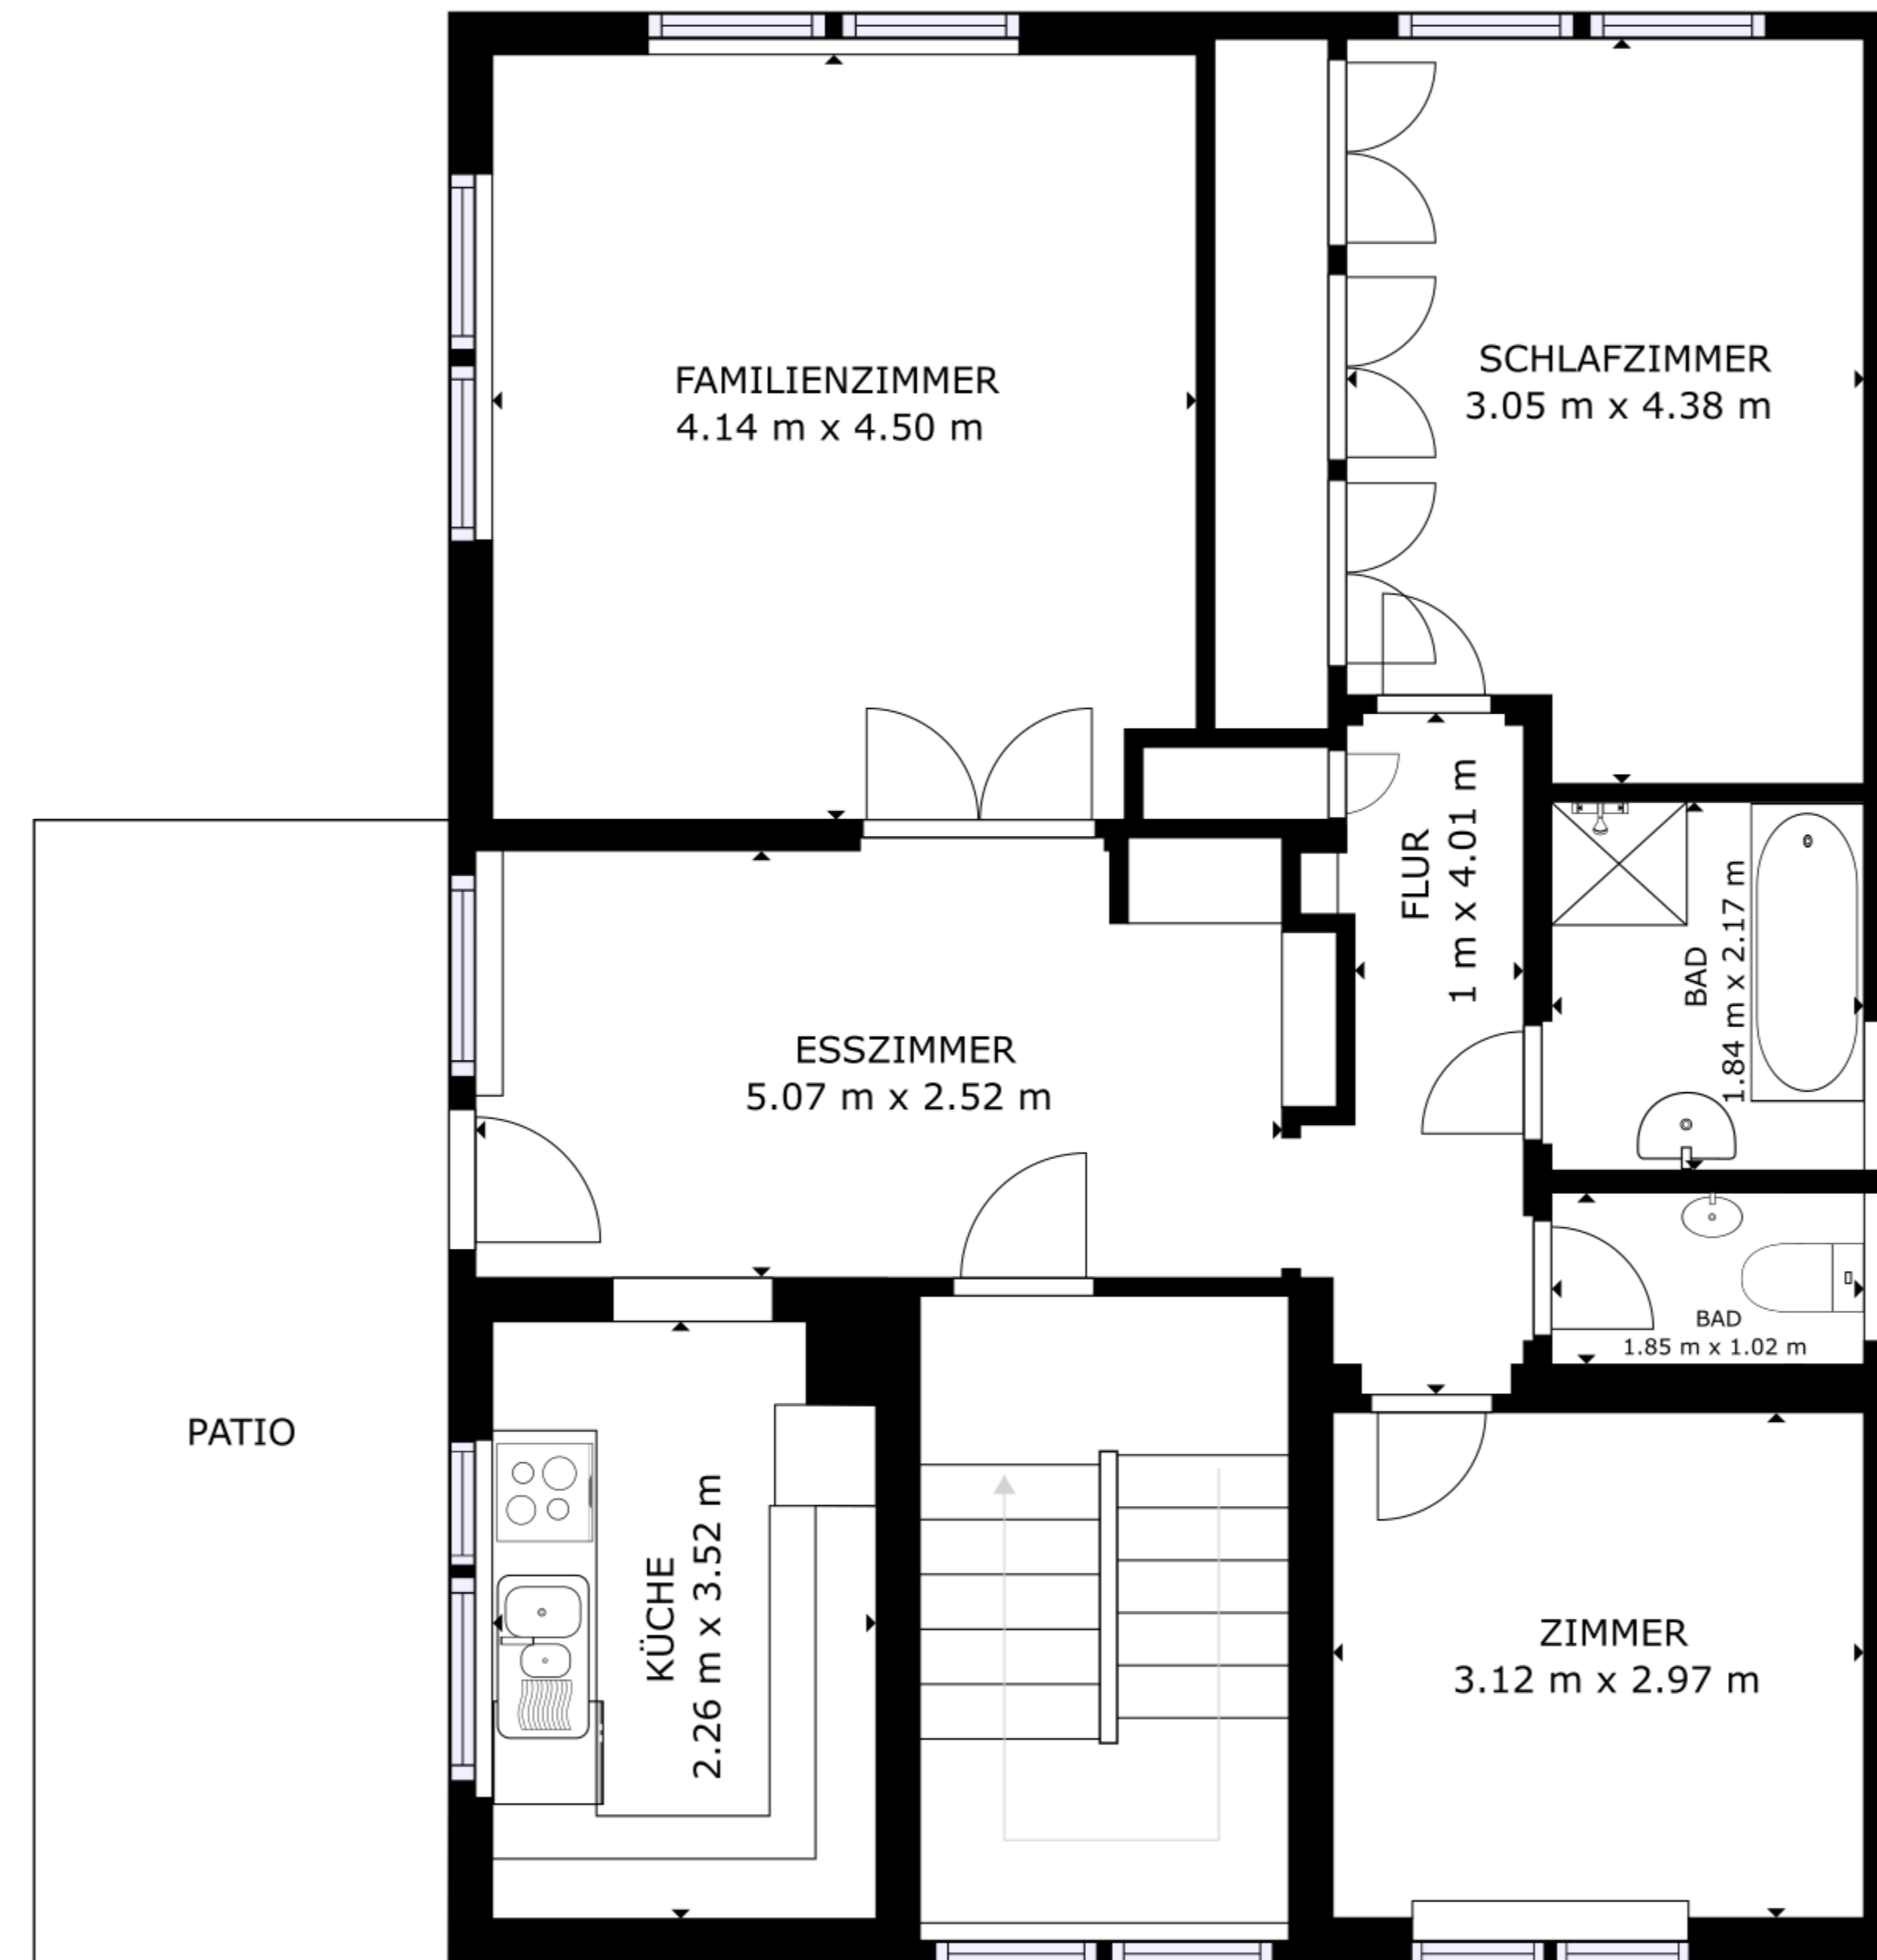 FAMILIENZIMMER
4.14 m x 4.50 m
SCHLAFZIMMER
3.05 m x 4.38 m
FLUR
1 m x 4.01 m
BAD
1.84 m x 2.17 m
ESSZIMMER
5.07 m x 2.52 m
BAD
1.85 m x 1.02 m
PATIO
KÜCHE
2.26 m x 3.52 m
ZIMMER
3.12 m x 2.97 m